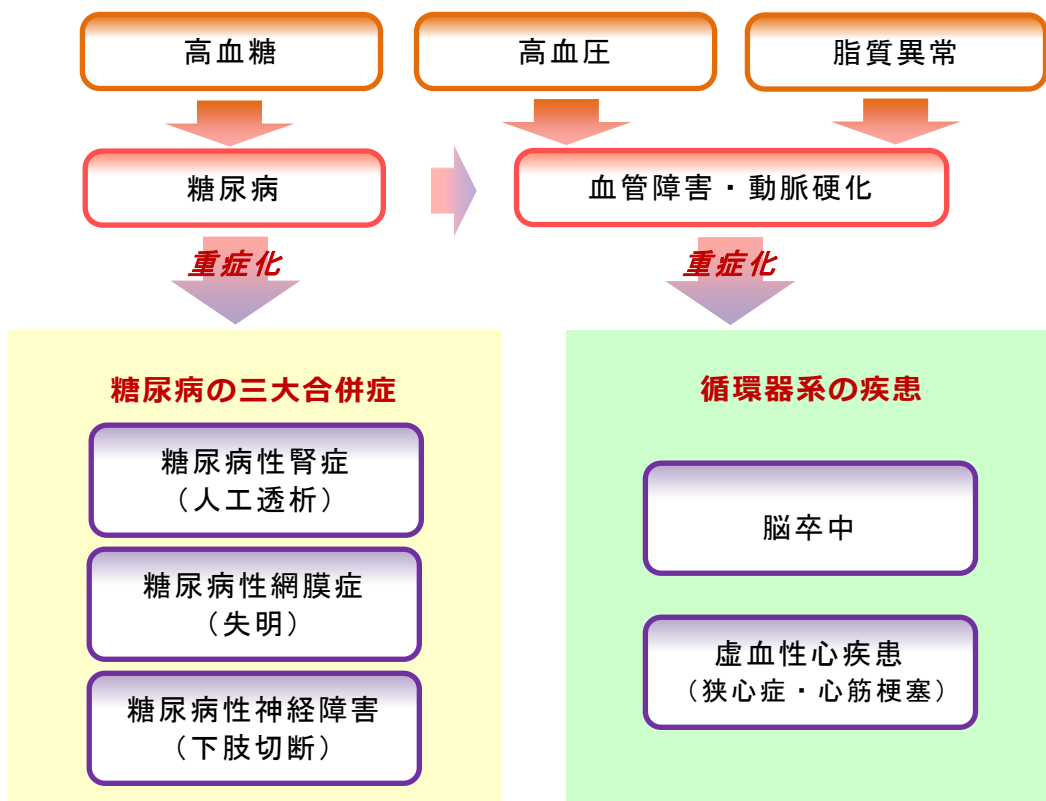 高血糖
高血圧
脂質異常
糖尿病
血管障害・動脈硬化
重症化
重症化
糖尿病の三大合併症
糖尿病性腎症
（人工透析）
糖尿病性網膜症
（失明）
糖尿病性神経障害
（下肢切断）
循環器系の疾患
脳卒中
虚血性心疾患
（狭心症・心筋梗塞）